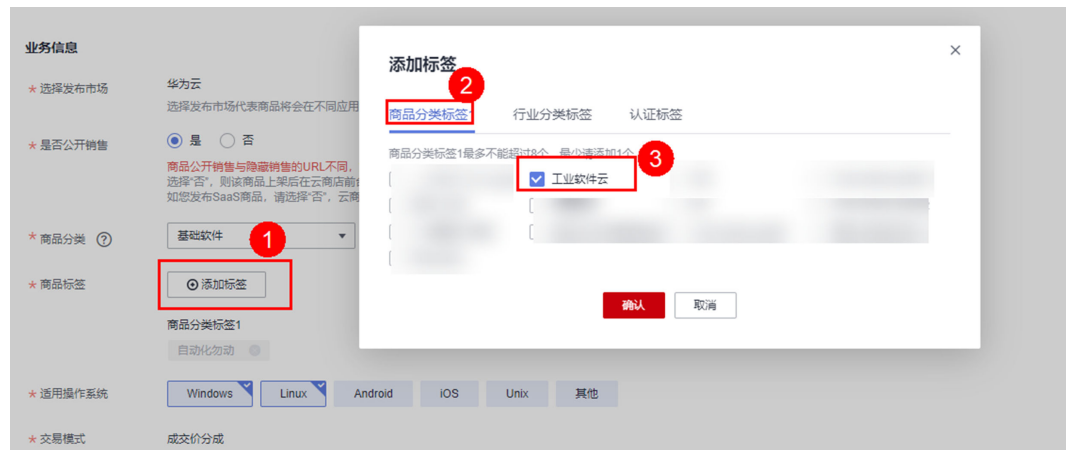 业务信息
* 选择发布市场
华为云
选择发布市场代表商品将会在不同应用
* 是否公开销售
是
否
商品公开销售与隐藏销售的URL不同,
选择“否”, 则该商品上架后在云商店前台
如您发布SaaS商品, 请选择“否”, 云商
* 商品分类 ?
基础软件
1
* 商品标签
添加标签
商品分类标签1
自动化勿动
* 适用操作系统
Windows Linux Android iOS Unix 其他
* 交易模式
成交价分成
添加标签
2
商品分类标签1 行业分类标签 认证标签
商品分类标签1最多不能超过8个, 最少请添加1个
3
工业软件云
确认 取消